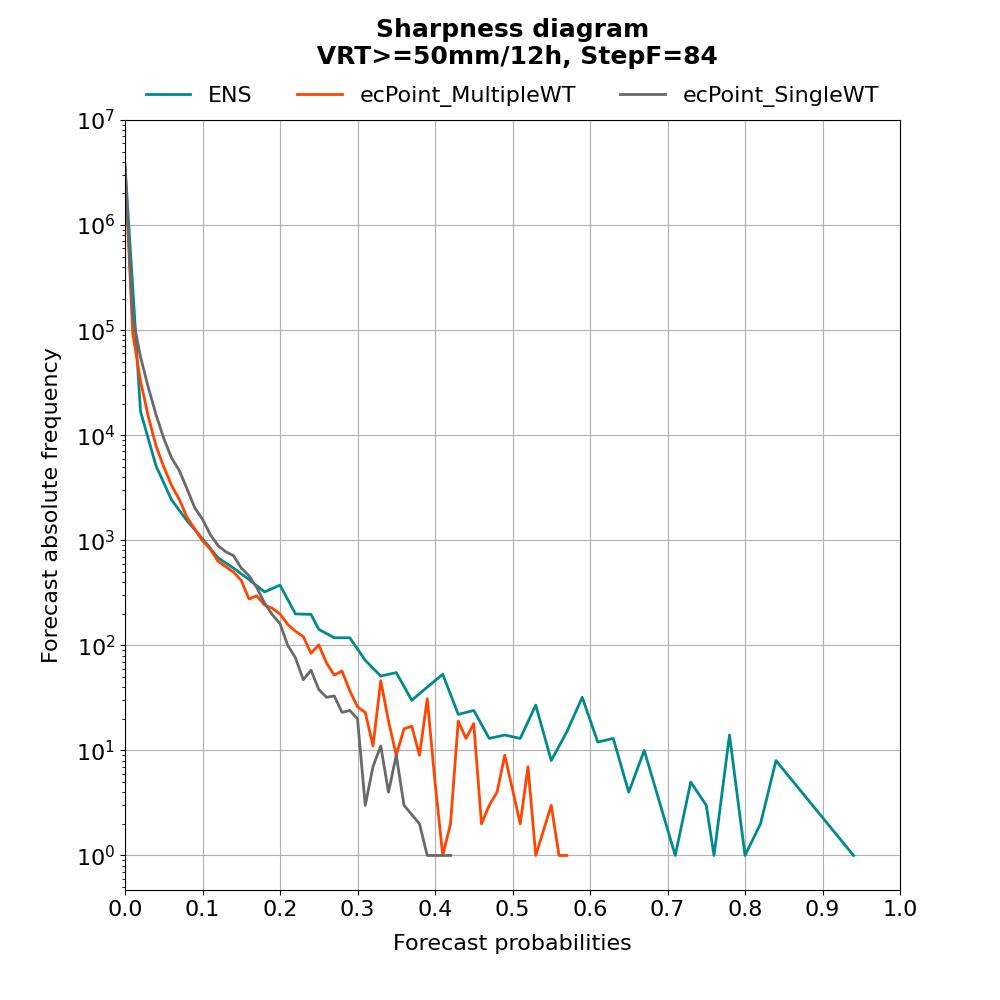 Sharpness diagram
VRT>=50mm/12h, StepF=84
ENS ecPoint_MultipleWT ecPoint_SingleWT
10⁷
10⁶
10⁵
10⁴
10³
10²
10¹
10⁰
Forecast absolute frequency
0.0 0.1 0.2 0.3 0.4 0.5 0.6 0.7 0.8 0.9 1.0
Forecast probabilities